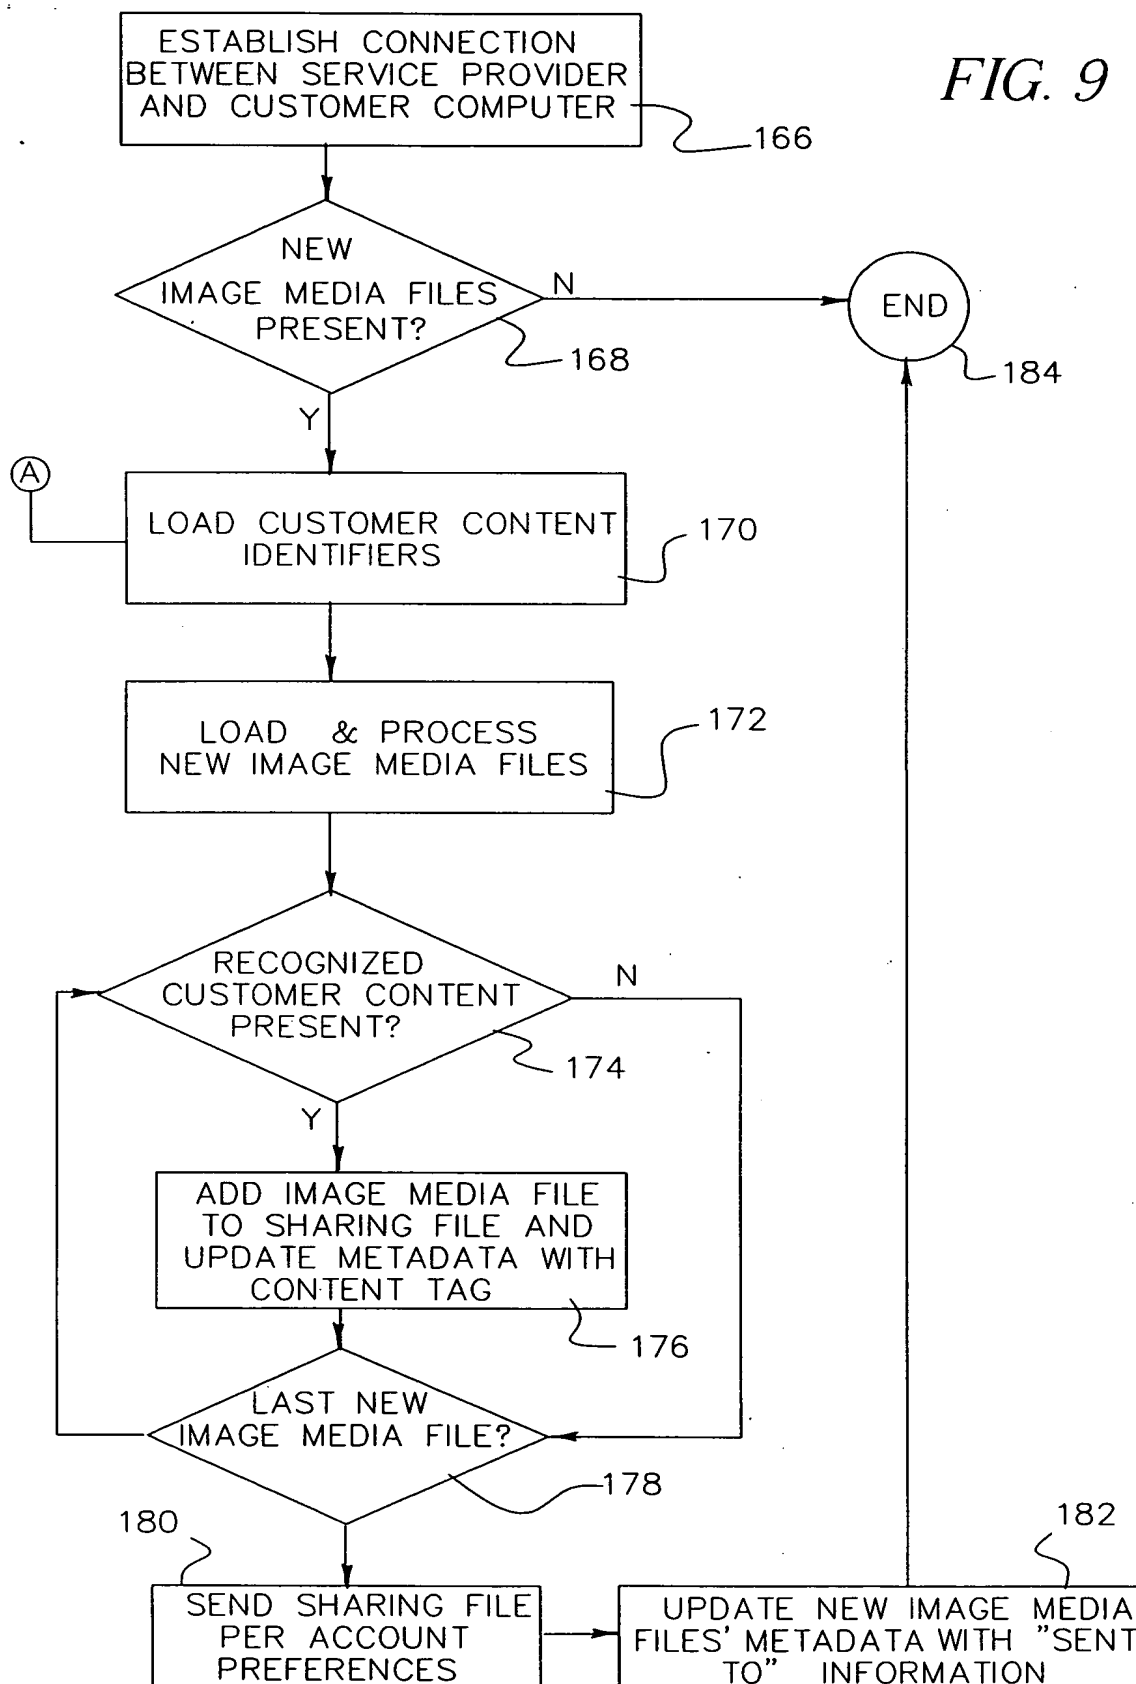 FIG. 9
ESTABLISH CONNECTION
BETWEEN SERVICE PROVIDER
AND CUSTOMER COMPUTER
166
NEW
IMAGE MEDIA FILES
PRESENT?
N
168
END
184
Y
A
LOAD CUSTOMER CONTENT
IDENTIFIERS
170
LOAD & PROCESS
NEW IMAGE MEDIA FILES
172
RECOGNIZED
CUSTOMER CONTENT
PRESENT?
N
174
Y
ADD IMAGE MEDIA FILE
TO SHARING FILE AND
UPDATE METADATA WITH
CONTENT TAG
176
LAST NEW
IMAGE MEDIA FILE?
178
180
SEND SHARING FILE
PER ACCOUNT
PREFERENCES
182
UPDATE NEW IMAGE MEDIA
FILES' METADATA WITH "SENT
TO" INFORMATION